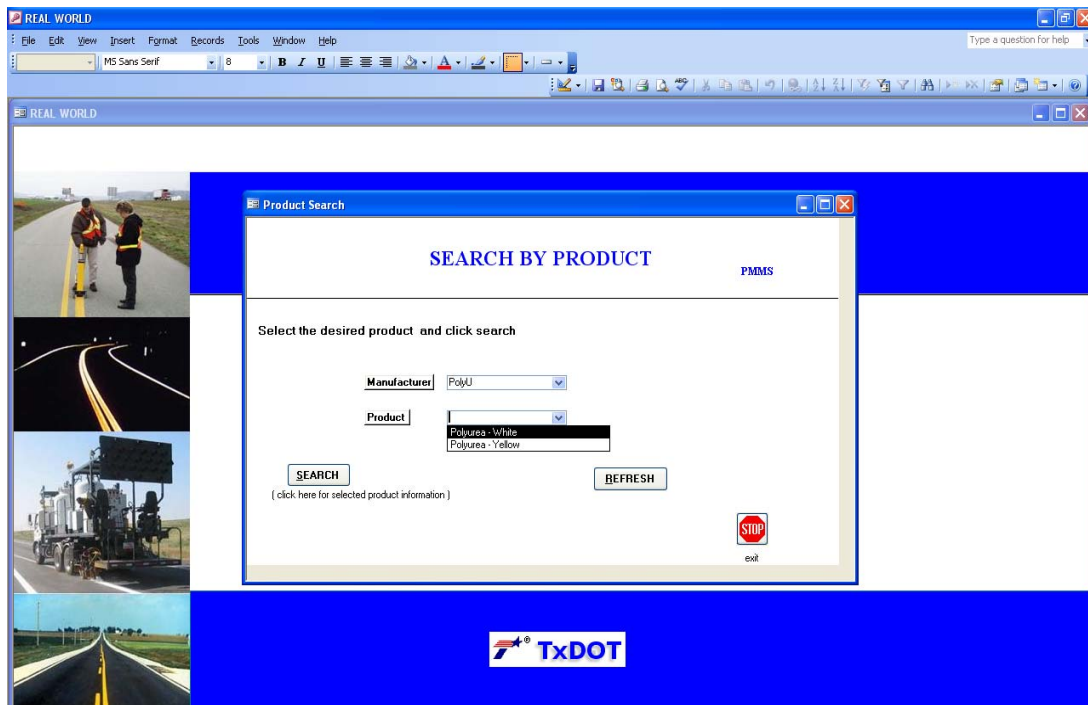 REAL WORLD
File Edit View Insert Format Records Tools Window Help
Type a question for help
MS Sans Serif 8 B I U A
REAL WORLD
Product Search
SEARCH BY PRODUCT
PMMS
Select the desired product and click search
Manufacturer PolyU
Product
Polyurea - White
Polyurea - Yellow
SEARCH
REFRESH
( click here for selected product information )
STOP
exit
® TxDOT